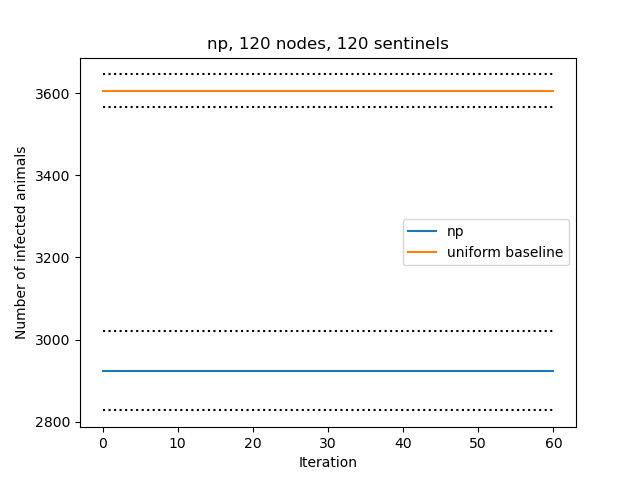 np, 120 nodes, 120 sentinels
3600
3400
3200
3000
2800
Number of infected animals
np
uniform baseline
0 10 20 30 40 50 60
Iteration